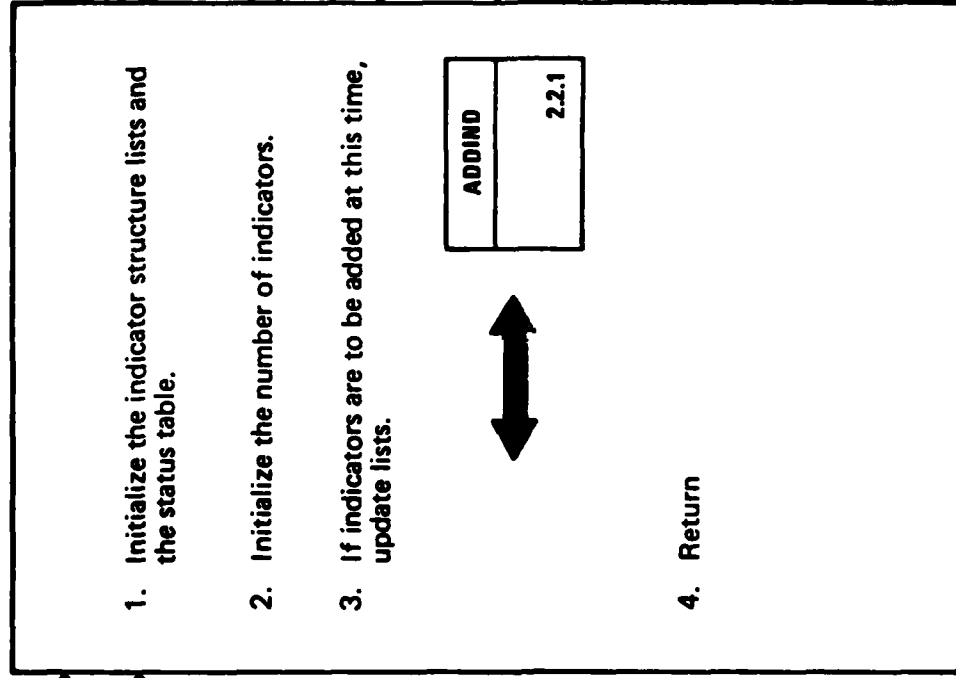 1. Initialize the indicator structure lists and
the status table.
2. Initialize the number of indicators.
3. If indicators are to be added at this time,
update lists.
ADDIND
2.2.1
4. Return